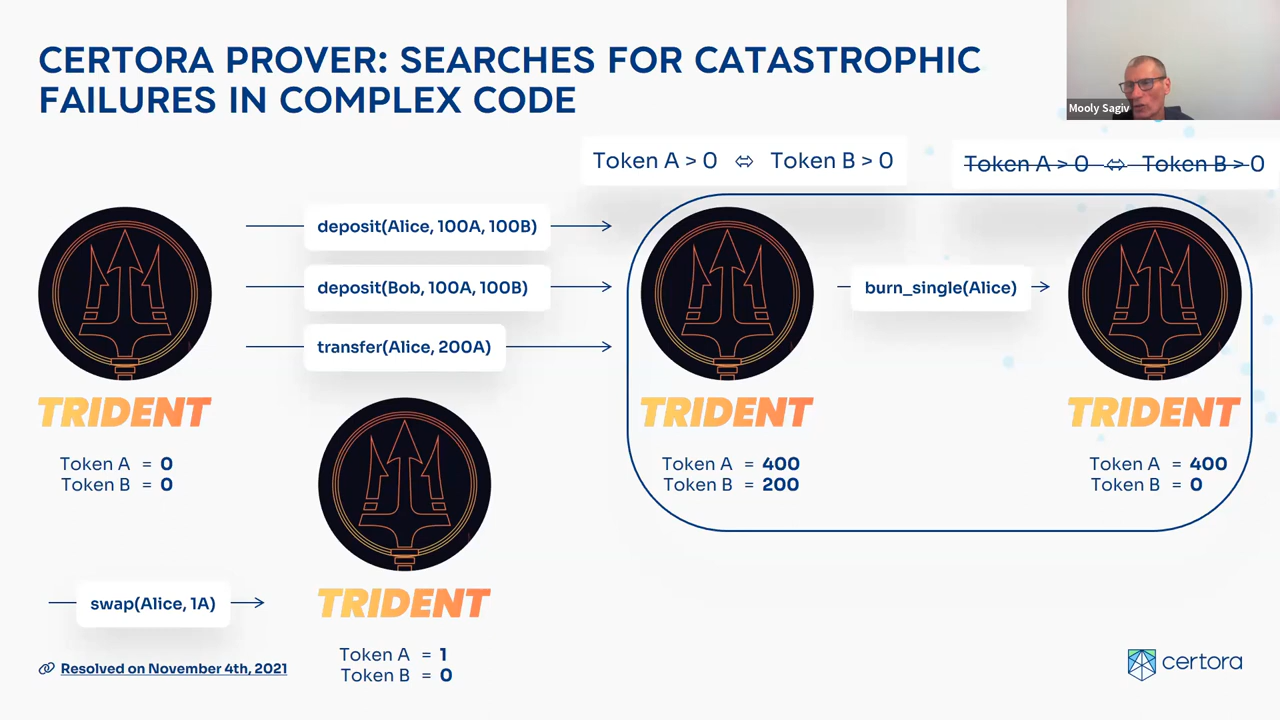 CERTORA PROVER: SEARCHES FOR CATASTROPHIC
FAILURES IN COMPLEX CODE
Mooly Sagiv
Token A > 0 ⬄ Token B > 0
Token A > 0 ⬄ Token B > 0
deposit(Alice, 100A, 100B)
deposit(Bob, 100A, 100B)
transfer(Alice, 200A)
burn_single(Alice)
TRIDENT
Token A = 0
Token B = 0
TRIDENT
Token A = 400
Token B = 200
TRIDENT
Token A = 400
Token B = 0
swap(Alice, 1A)
TRIDENT
Token A = 1
Token B = 0
Resolved on November 4th, 2021
certora